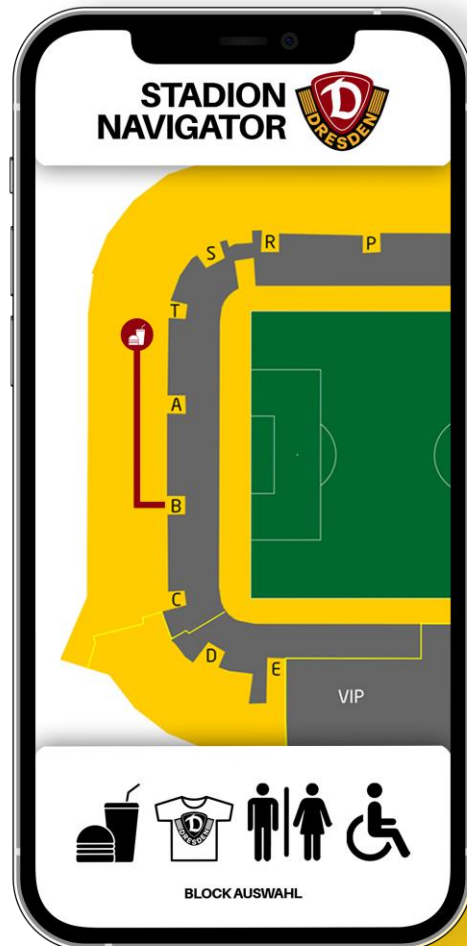 STADION
NAVIGATOR
D
DRESDEN
S
R
P
T
A
B
C
D
E
VIP
D
DRESDEN
BLOCK AUSWAHL